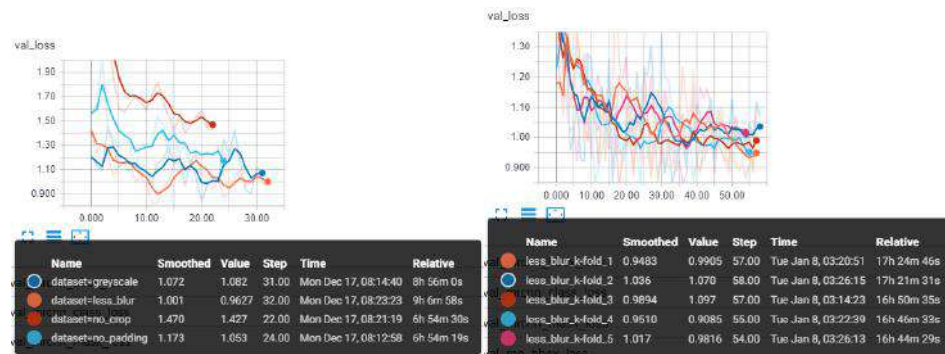 val_loss
1.90
1.70
1.50
1.30
1.10
0.900
0.000 10.00 20.00 30.00
Name Smoothed Value Step Time Relative
dataset=greyscale 1.072 1.082 31.00 Mon Dec 17, 08:14:40 8h 56m 0s
dataset=less_blur 1.001 0.9627 32.00 Mon Dec 17, 08:23:23 9h 6m 58s
dataset=no_crop 1.470 1.427 22.00 Mon Dec 17, 08:21:19 6h 54m 30s
dataset=no_padding 1.173 1.053 24.00 Mon Dec 17, 08:12:58 6h 54m 19s
val_loss
1.30
1.20
1.10
1.00
0.900
0.000 10.00 20.00 30.00 40.00 50.00
Name Smoothed Value Step Time Relative
less_blur_k-fold_1 0.9483 0.9905 57.00 Tue Jan 8, 03:20:51 17h 24m 46s
less_blur_k-fold_2 1.036 1.070 58.00 Tue Jan 8, 03:26:15 17h 21m 31s
less_blur_k-fold_3 0.9894 1.097 57.00 Tue Jan 8, 03:14:23 16h 50m 35s
less_blur_k-fold_4 0.9510 0.9085 55.00 Tue Jan 8, 03:22:39 16h 46m 33s
less_blur_k-fold_5 1.017 0.9816 54.00 Tue Jan 8, 03:26:13 16h 44m 29s